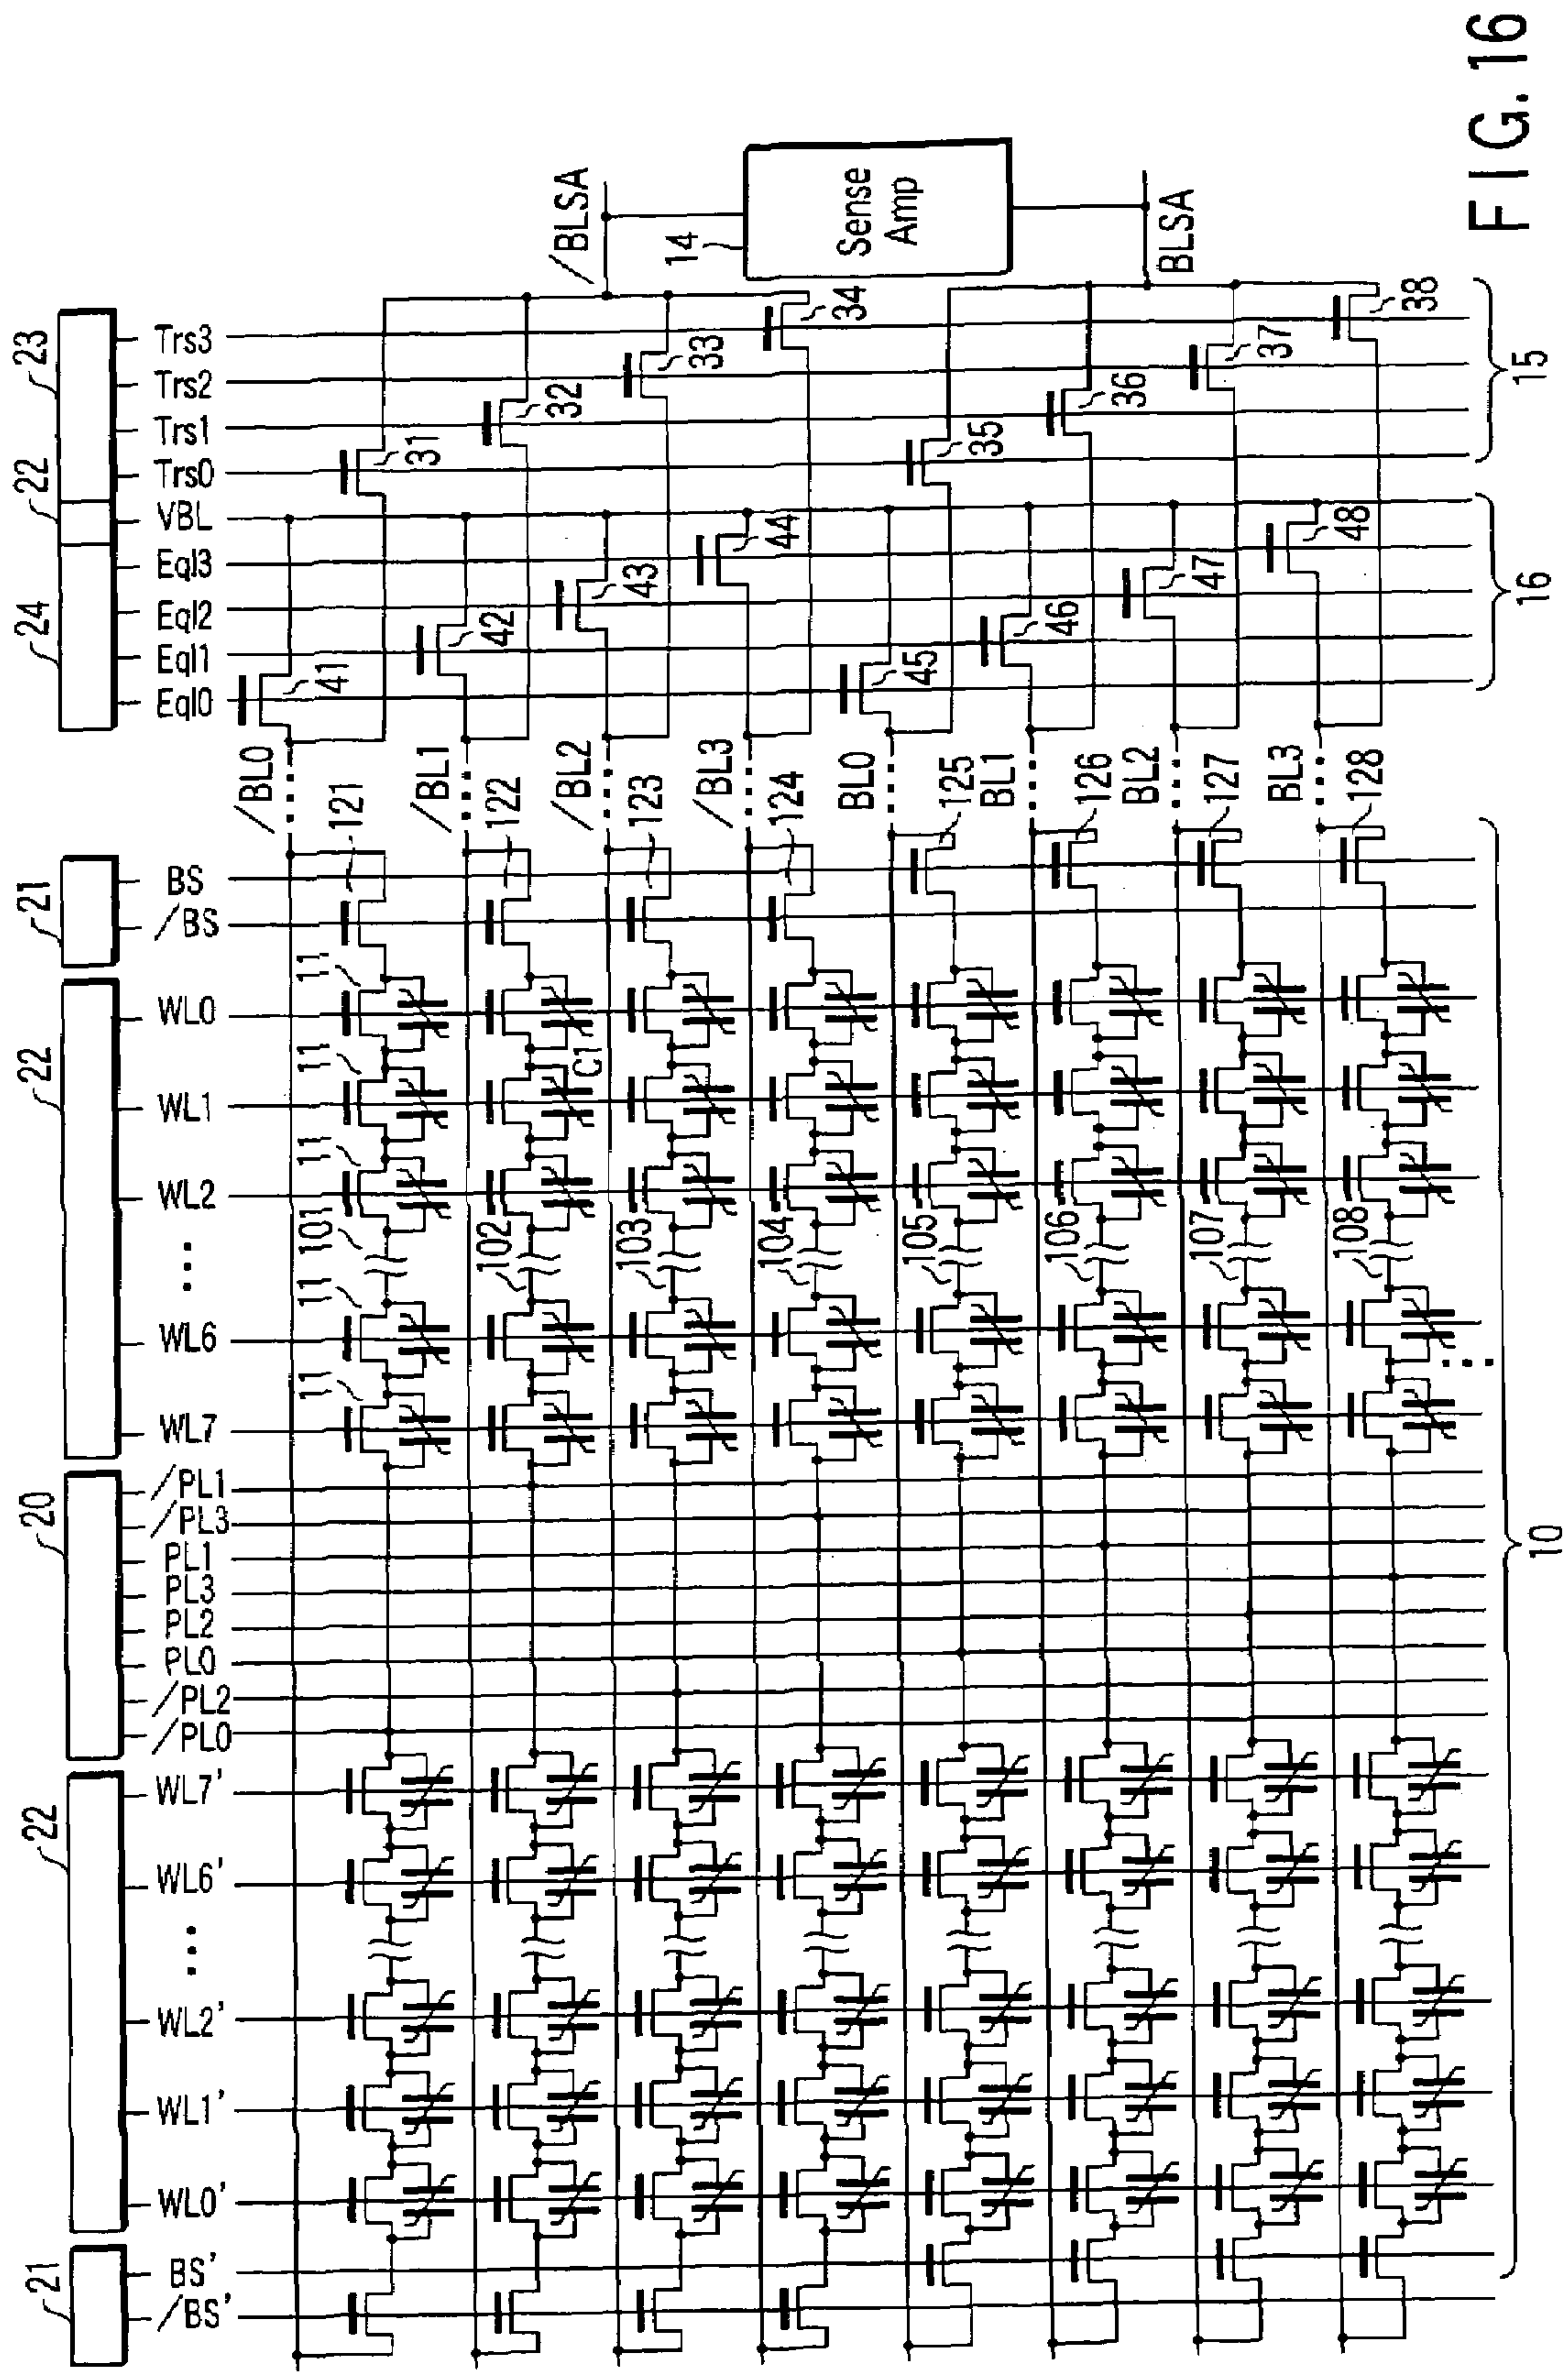 21
/BS'
BS'
22
WL0'
WL1'
WL2'
...
WL6'
WL7'
20
/PL0
/PL2
PL0
PL2
PL3
PL1
/PL3
/PL1
22
WL7
WL6
...
WL2
WL1
WL0
21
/BS
BS
24
Eql0
Eql1
Eql2
Eql3
22
VBL
23
Trs0
Trs1
Trs2
Trs3
/BL0
11
11
101
11
11
11
121
41
31
/BL1
102
C1
122
42
32
/BL2
103
123
43
33
/BL3
104
124
44
34
/BLSA
14
Sense
Amp
BLSA
BL0
105
125
45
35
BL1
106
126
46
36
BL2
107
127
47
37
BL3
108
128
48
38
10
16
15
FIG. 16